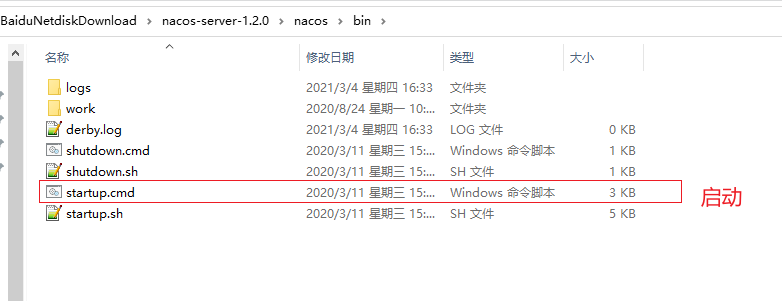 BaiduNetdiskDownload > nacos-server-1.2.0 > nacos > bin >
名称 修改日期 类型 大小
logs 2021/3/4 星期四 16:33 文件夹
work 2020/8/24 星期一 10:... 文件夹
derby.log 2021/3/4 星期四 16:33 LOG 文件 0 KB
shutdown.cmd 2020/3/11 星期三 15:... Windows 命令脚本 1 KB
shutdown.sh 2020/3/11 星期三 15:... SH 文件 1 KB
startup.cmd 2020/3/11 星期三 15:... Windows 命令脚本 3 KB 启动
startup.sh 2020/3/11 星期三 15:... SH 文件 5 KB